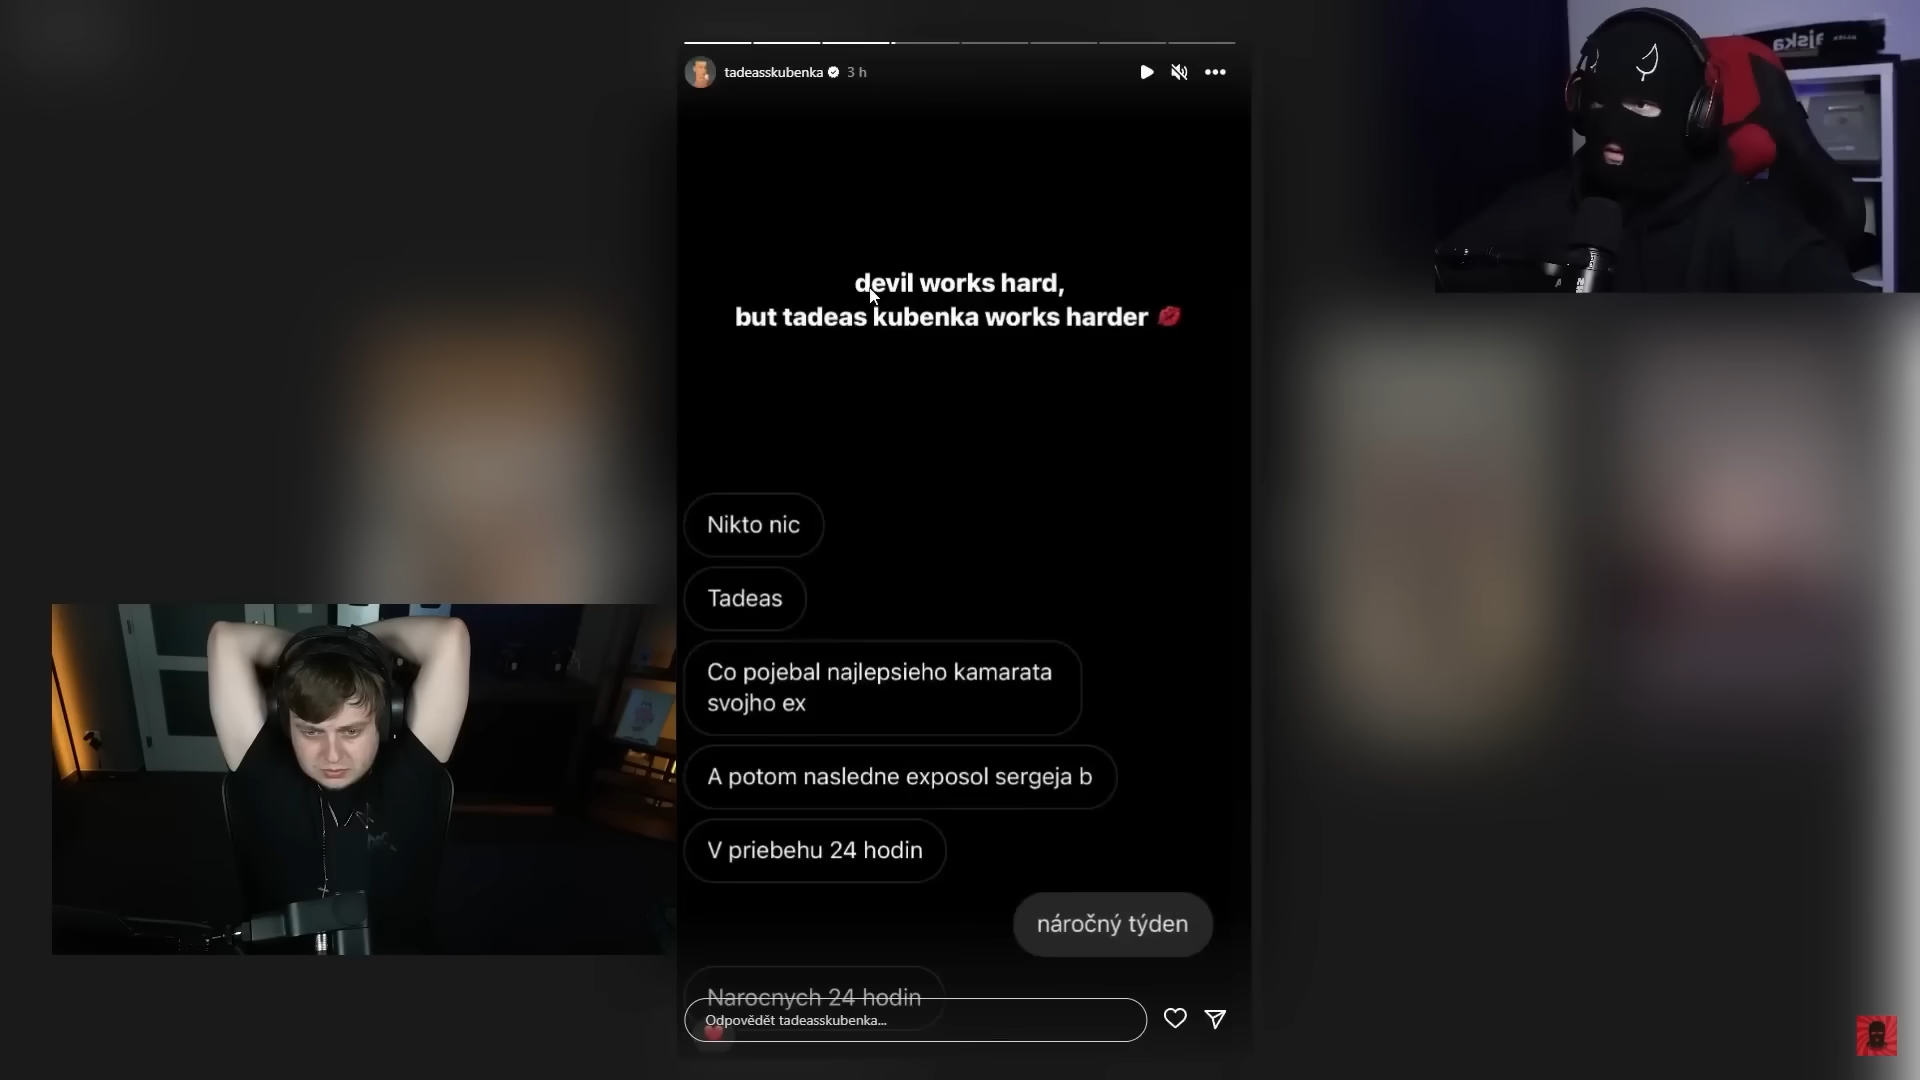 tadeasskubenka 3 h
devil works hard,
but tadeas kubenka works harder 💋
Nikto nic
Tadeas
Co pojebal najlepsieho kamarata
svojho ex
A potom nasledne exposol sergeja b
V priebehu 24 hodin
náročný týden
Narocnych 24 hodin
Odpovědět tadeasskubenka...